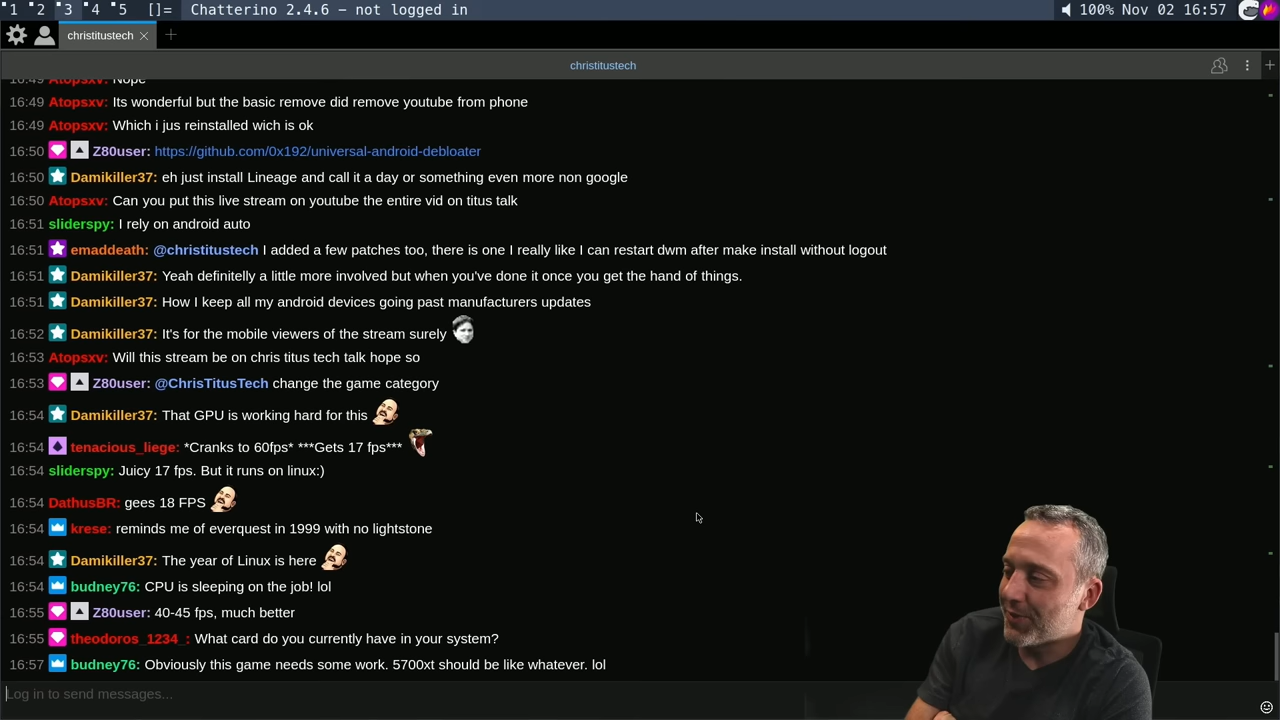 1 2 3 4 5 []= Chatterino 2.4.6 – not logged in 100% Nov 02 16:57
christitustech
christitustech
16:49 Atopsxv: Nope
16:49 Atopsxv: Its wonderful but the basic remove did remove youtube from phone
16:49 Atopsxv: Which i jus reinstalled wich is ok
16:50 Z80user: https://github.com/0x192/universal-android-debloater
16:50 Damikiller37: eh just install Lineage and call it a day or something even more non google
16:50 Atopsxv: Can you put this live stream on youtube the entire vid on titus talk
16:51 sliderspy: I rely on android auto
16:51 emaddeath: @christitustech I added a few patches too, there is one I really like I can restart dwm after make install without logout
16:51 Damikiller37: Yeah definitelly a little more involved but when you've done it once you get the hand of things.
16:51 Damikiller37: How I keep all my android devices going past manufacturers updates
16:52 Damikiller37: It's for the mobile viewers of the stream surely
16:53 Atopsxv: Will this stream be on chris titus tech talk hope so
16:53 Z80user: @ChrisTitusTech change the game category
16:54 Damikiller37: That GPU is working hard for this
16:54 tenacious_liege: *Cranks to 60fps* ***Gets 17 fps***
16:54 sliderspy: Juicy 17 fps. But it runs on linux:)
16:54 DathusBR: gees 18 FPS
16:54 krese: reminds me of everquest in 1999 with no lightstone
16:54 Damikiller37: The year of Linux is here
16:54 budney76: CPU is sleeping on the job! lol
16:55 Z80user: 40-45 fps, much better
16:55 theodoros_1234_: What card do you currently have in your system?
16:57 budney76: Obviously this game needs some work. 5700xt should be like whatever. lol
Log in to send messages...